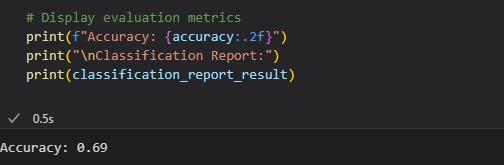 # Display evaluation metrics
print(f"Accuracy: {accuracy:.2f}")
print("\nClassification Report:")
print(classification_report_result)
0.5s
Accuracy: 0.69